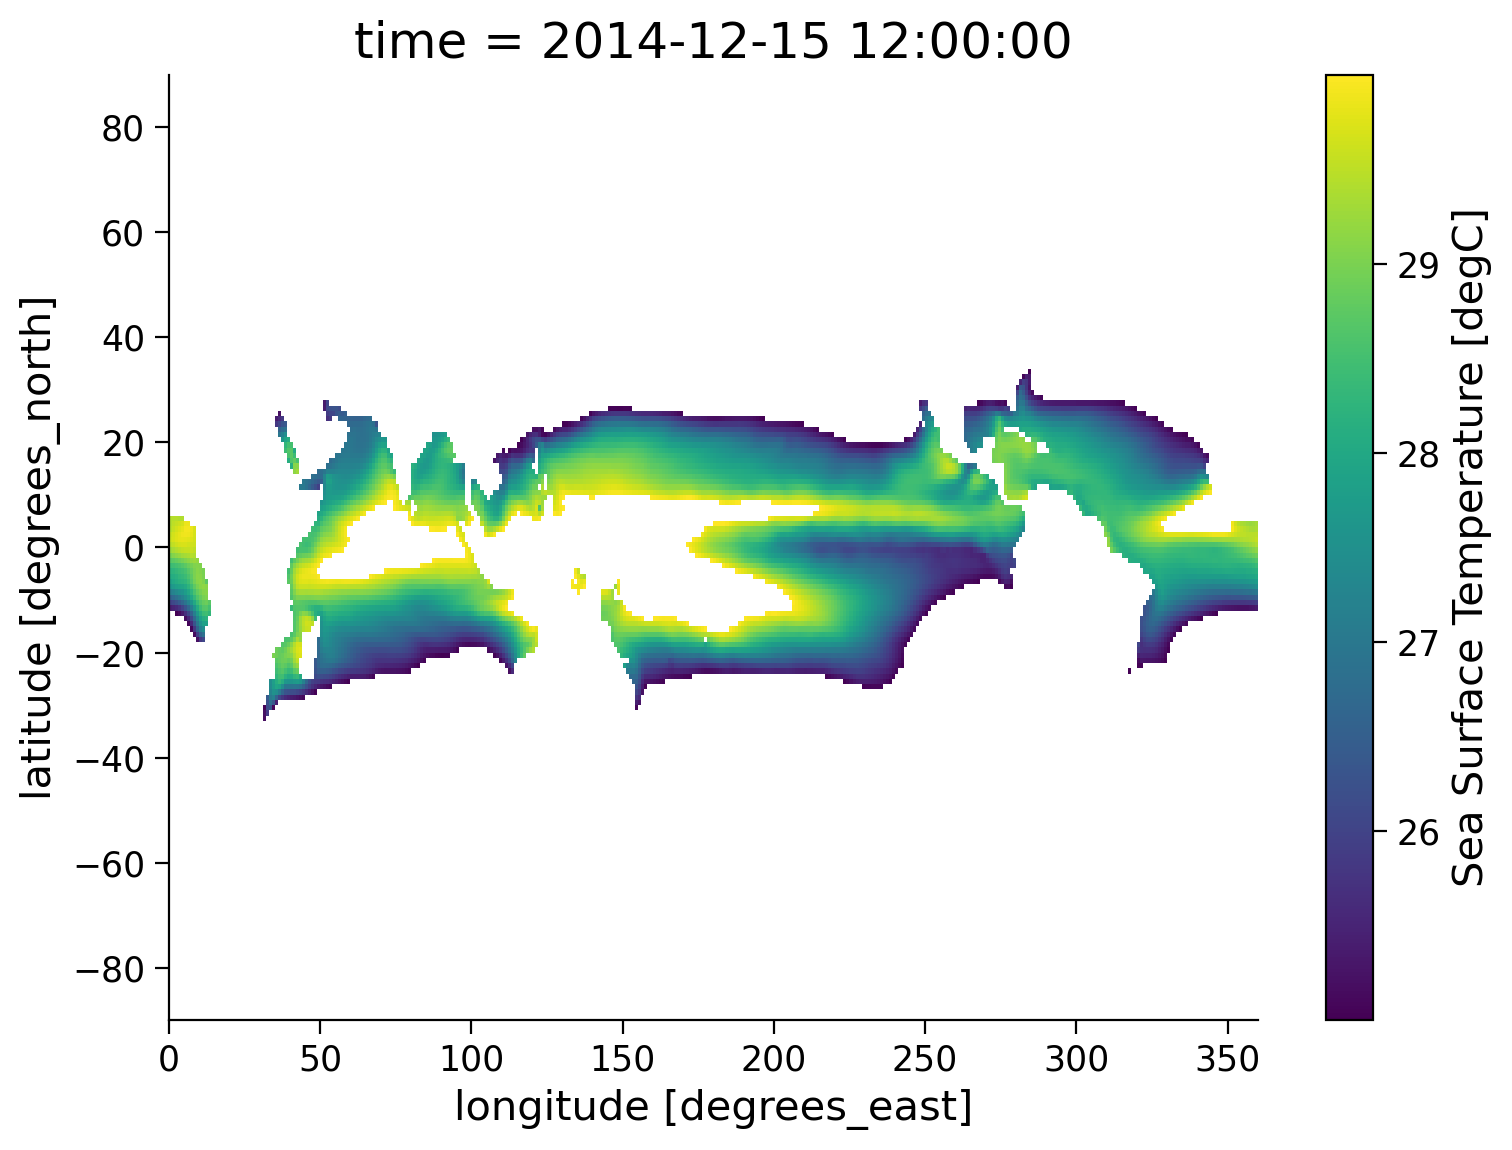 time = 2014-12-15 12:00:00
80
60
40
20
0
−20
−40
−60
−80
latitude [degrees_north]
0 50 100 150 200 250 300 350
longitude [degrees_east]
29
28
27
26
Sea Surface Temperature [degC]